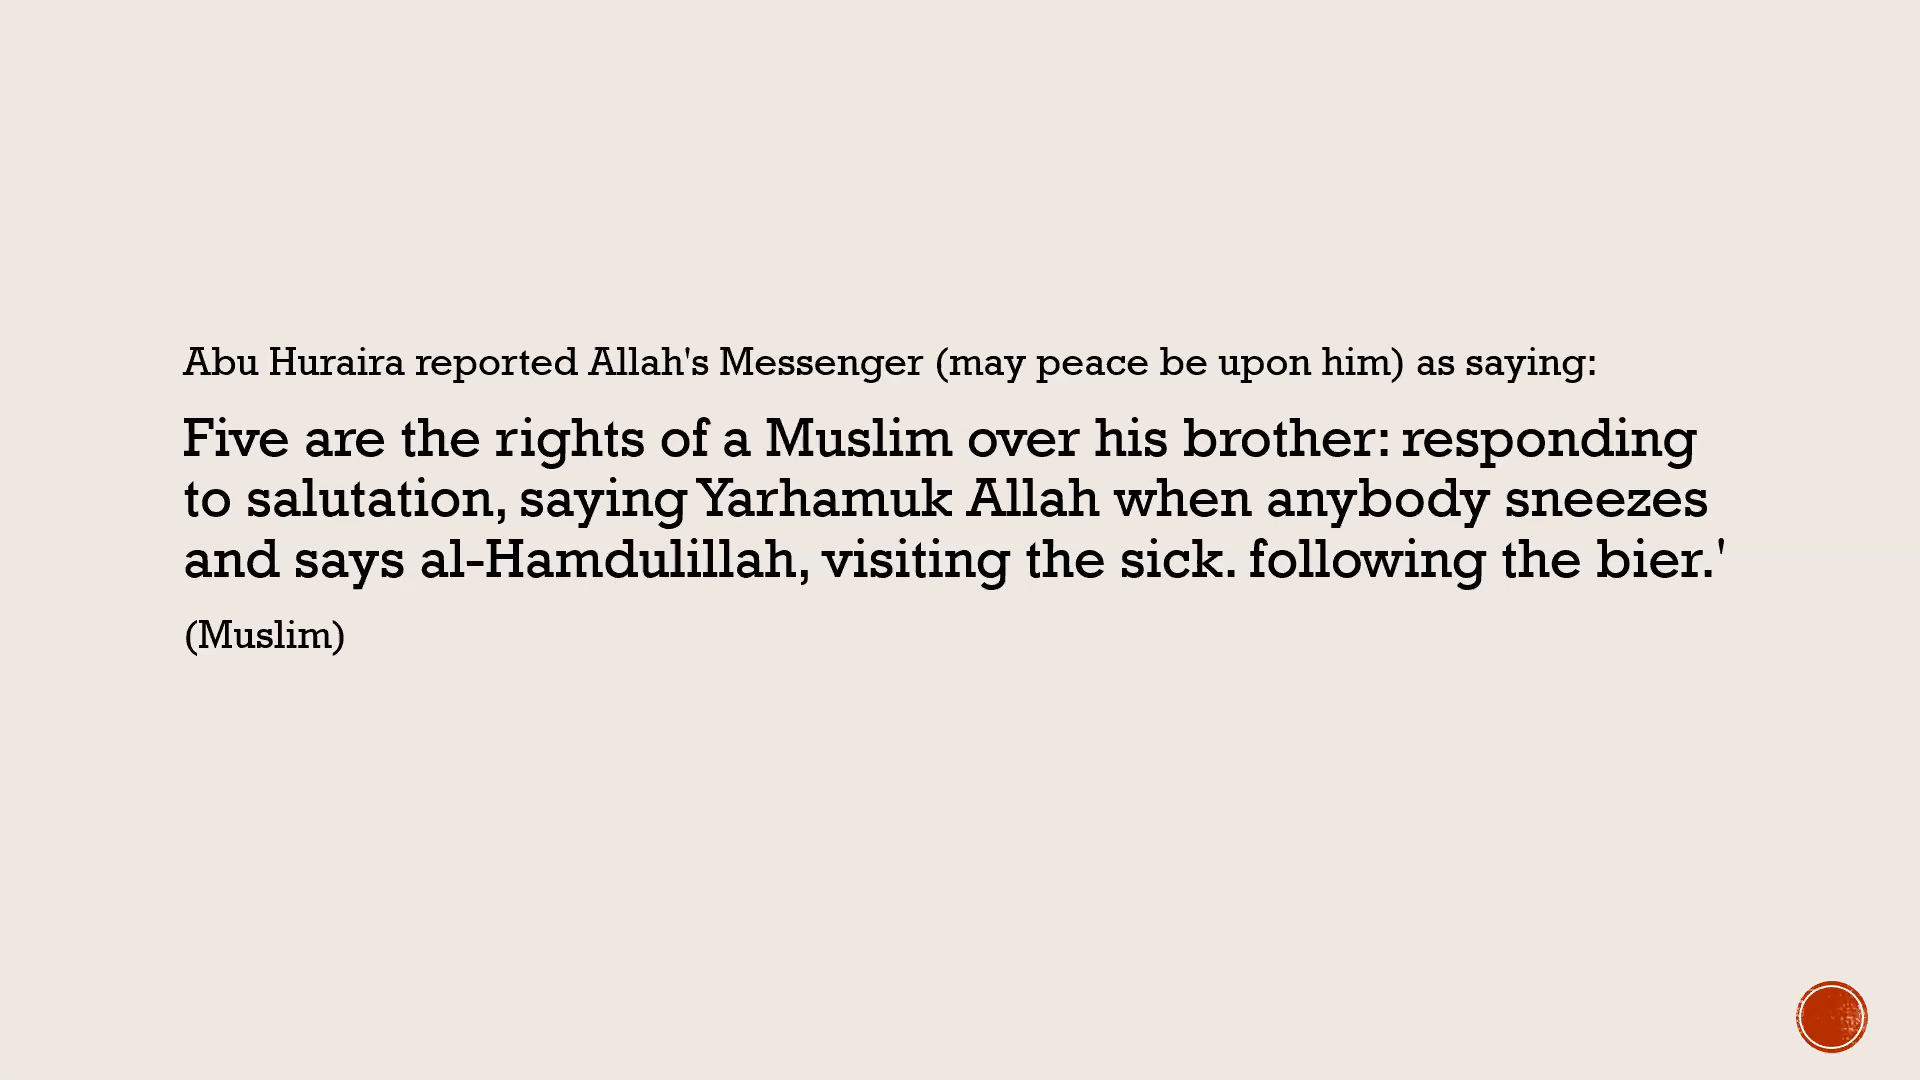 Abu Huraira reported Allah's Messenger (may peace be upon him) as saying:
Five are the rights of a Muslim over his brother: responding
to salutation, saying Yarhamuk Allah when anybody sneezes
and says al-Hamdulillah, visiting the sick. following the bier.'
(Muslim)